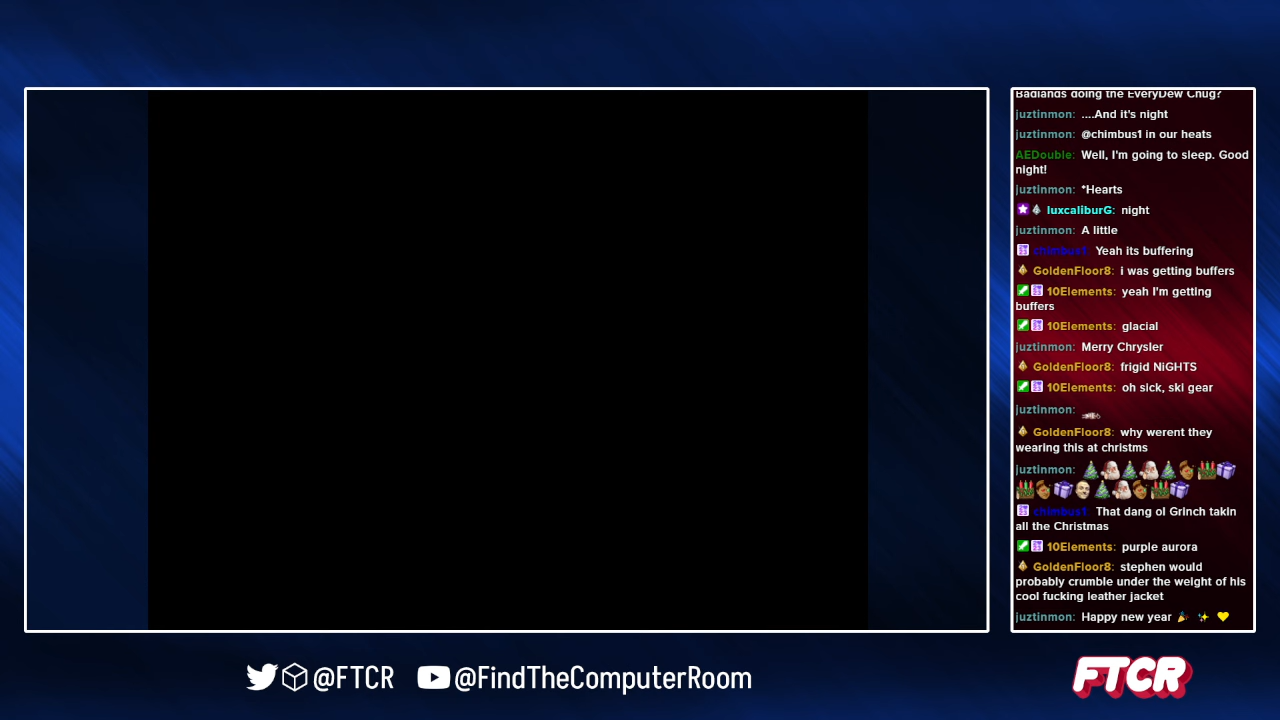 Badlands doing the EveryDew Chug?
juztinmon: ....And it's night
juztinmon: @chimbus1 in our heats
AEDouble: Well, I'm going to sleep. Good
night!
juztinmon: *Hearts
luxcaliburG: night
juztinmon: A little
chimbus1: Yeah its buffering
GoldenFloor8: i was getting buffers
10Elements: yeah I'm getting
buffers
10Elements: glacial
juztinmon: Merry Chrysler
GoldenFloor8: frigid NiGHTS
10Elements: oh sick, ski gear
juztinmon:
GoldenFloor8: why werent they
wearing this at christms
juztinmon:
chimbus1: That dang ol Grinch takin
all the Christmas
10Elements: purple aurora
GoldenFloor8: stephen would
probably crumble under the weight of his
cool fucking leather jacket
juztinmon: Happy new year 🎉 ✨ 💛
@FTCR @FindTheComputerRoom
FTCR